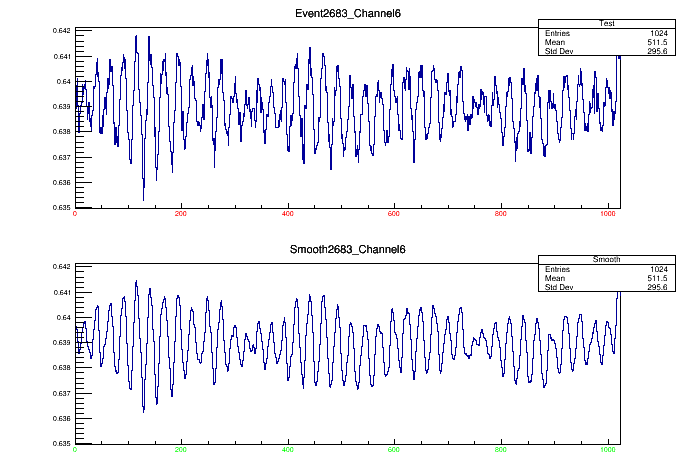 Event2683_Channel6
Test
Entries 1024
Mean 511.5
Std Dev 295.6
0.642
0.641
0.64
0.639
0.638
0.637
0.636
0.635
0 200 400 600 800 1000
Smooth2683_Channel6
Smooth
Entries 1024
Mean 511.5
Std Dev 295.6
0.642
0.641
0.64
0.639
0.638
0.637
0.636
0.635
0 200 400 600 800 1000